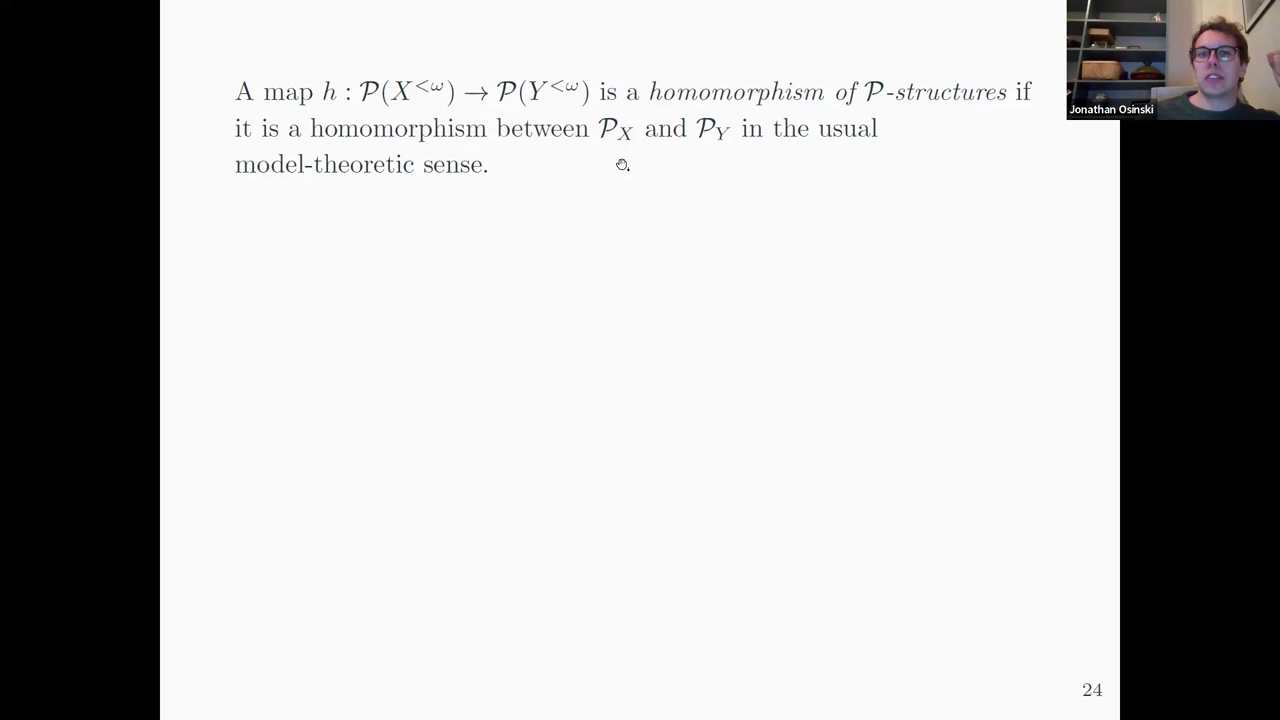 A map h : 𝒫(X^{<ω}) → 𝒫(Y^{<ω}) is a homomorphism of 𝒫-structures if
it is a homomorphism between 𝒫_X and 𝒫_Y in the usual
model-theoretic sense.
Jonathan Osinski
24